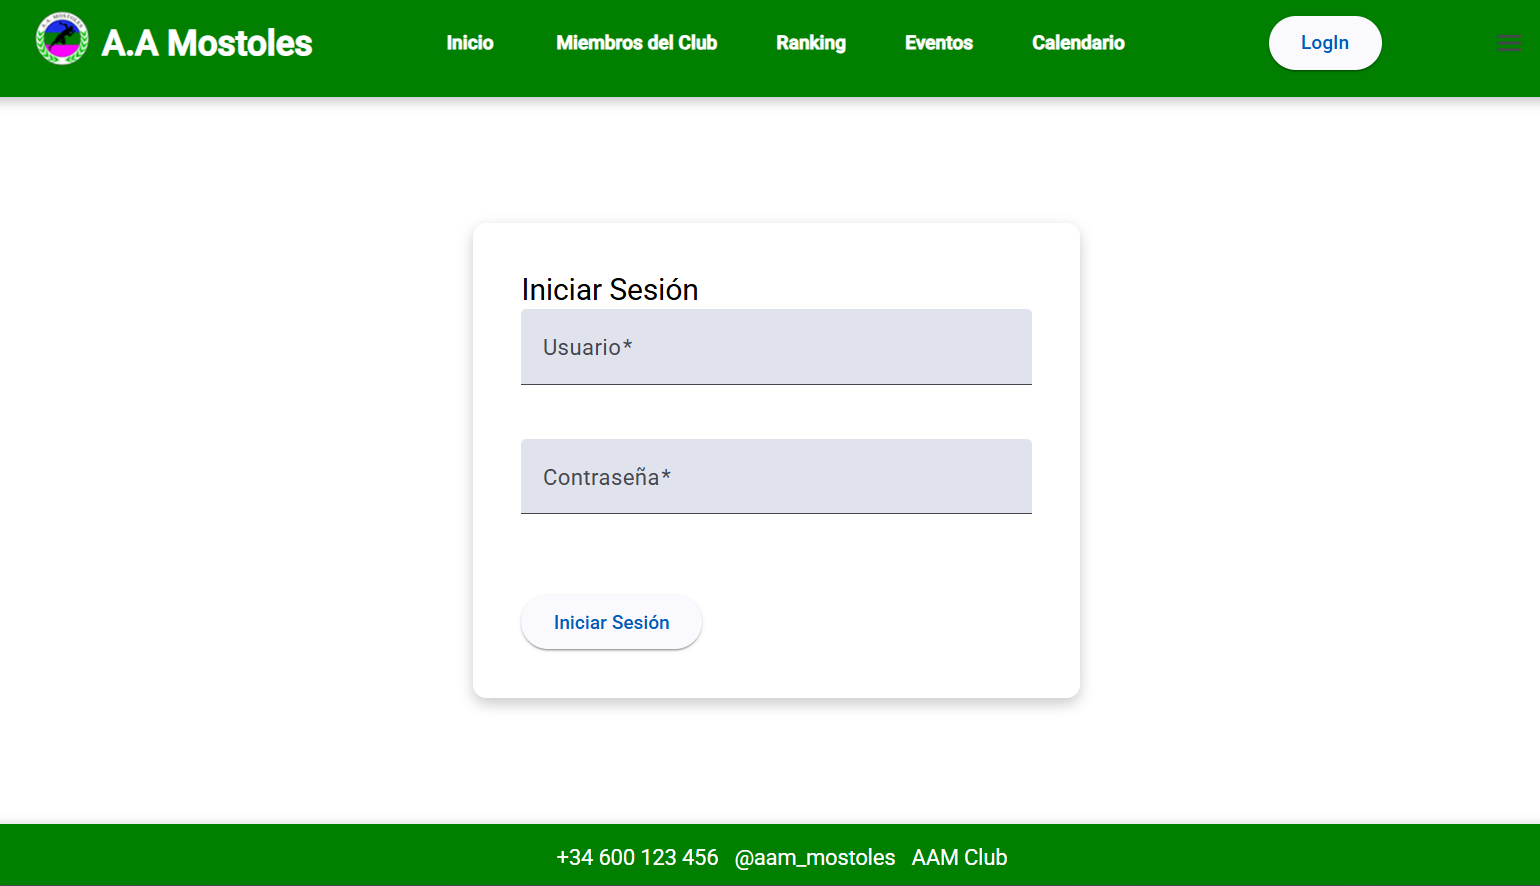 A. A. MOSTOLES
A.A Mostoles
Inicio
Miembros del Club
Ranking
Eventos
Calendario
LogIn
Iniciar Sesión
Usuario*
Contraseña*
Iniciar Sesión
+34 600 123 456 @aam_mostoles AAM Club